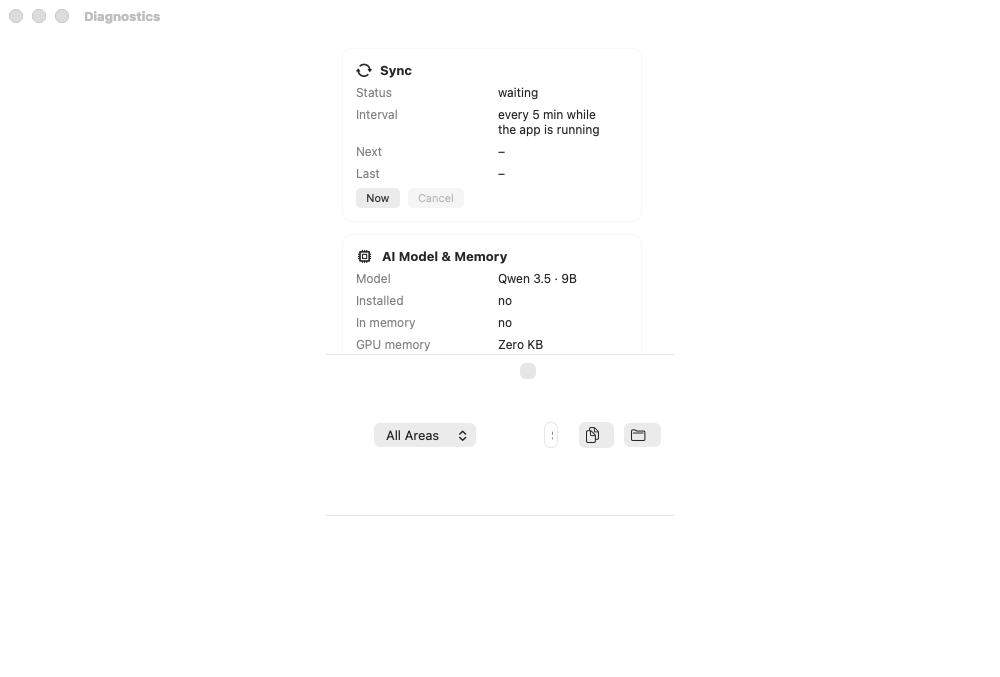 Diagnostics
Sync
Status waiting
Interval every 5 min while
the app is running
Next –
Last –
Now Cancel
AI Model & Memory
Model Qwen 3.5 · 9B
Installed no
In memory no
GPU memory Zero KB
All Areas